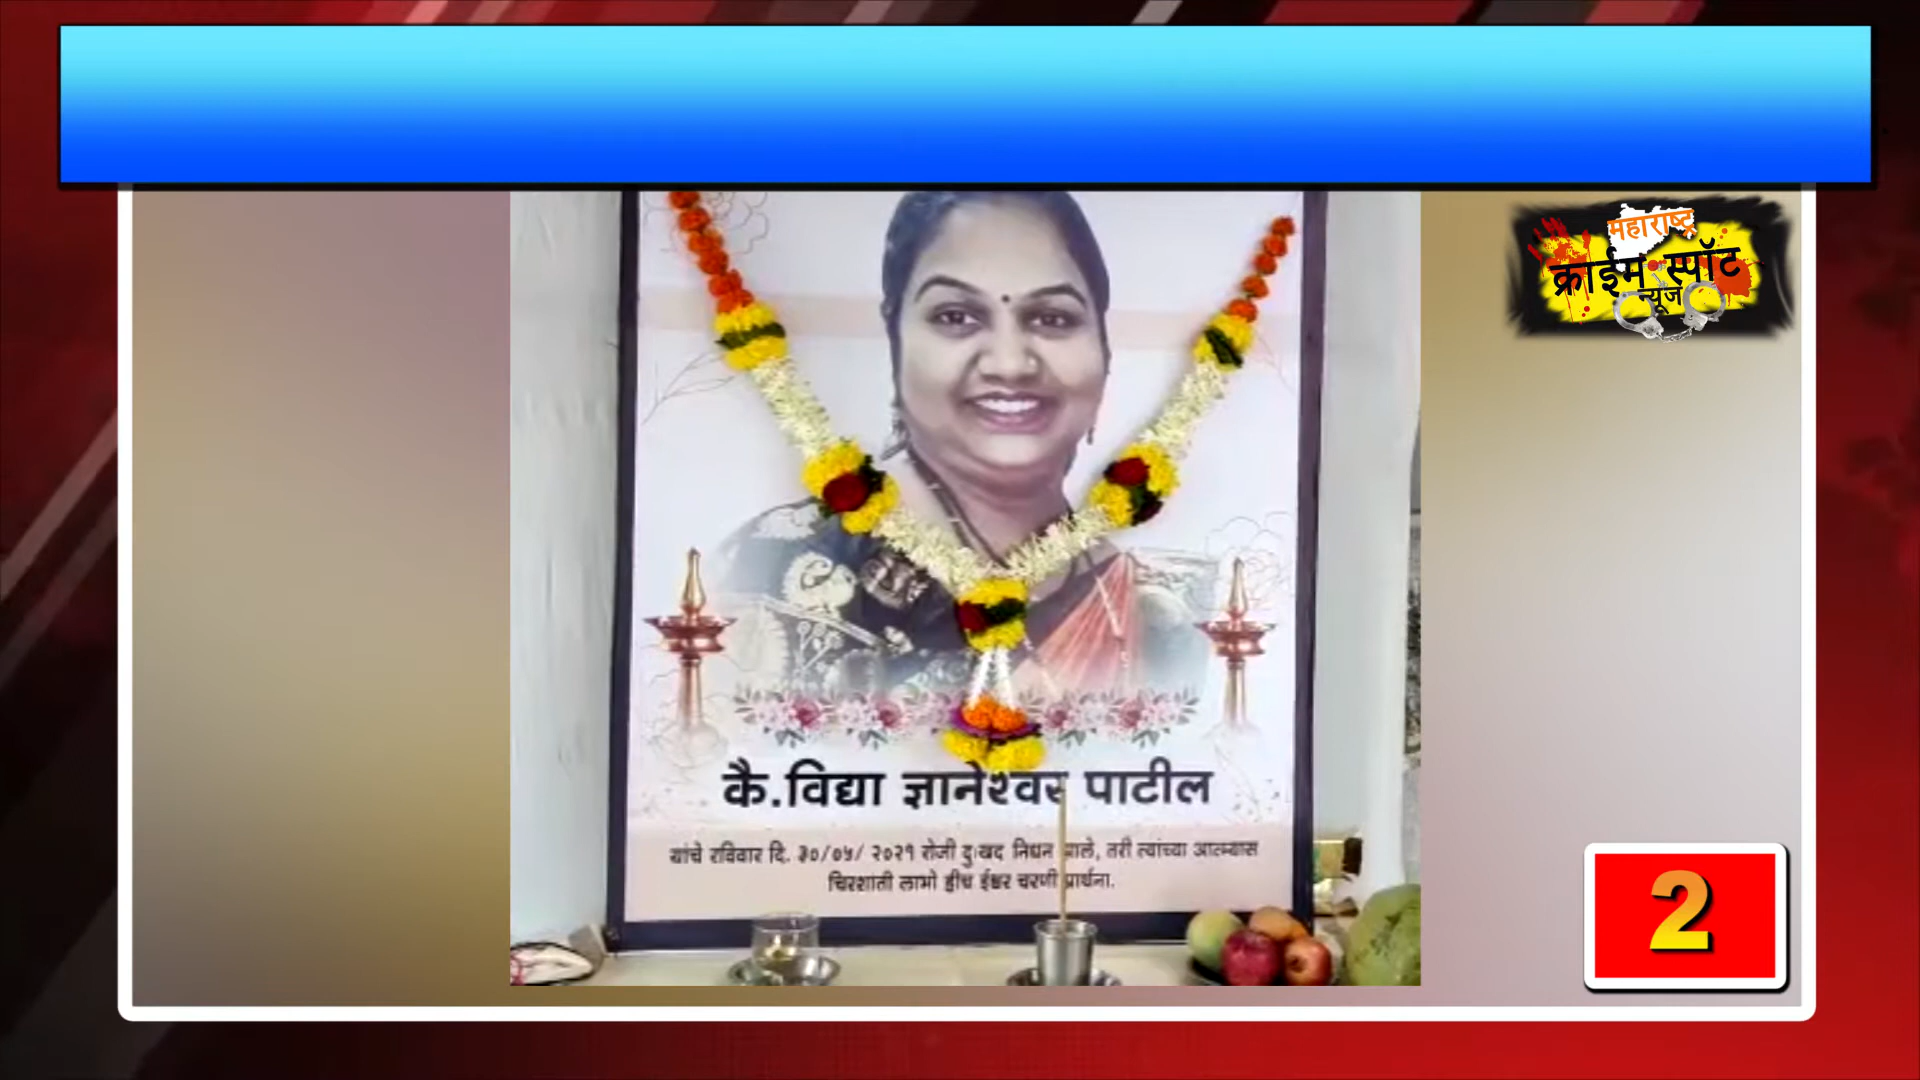 महाराष्ट्र
क्राईम स्पॉट
न्यूज
कै.विद्या ज्ञानेश्वर पाटील
यांचे रविवार दि. ३०/०५/ २०२१ रोजी दुःखद निधन झाले, तरी त्यांच्या आत्म्यास
चिरशांती लाभो हीच ईश्वर चरणी प्रार्थना.
2